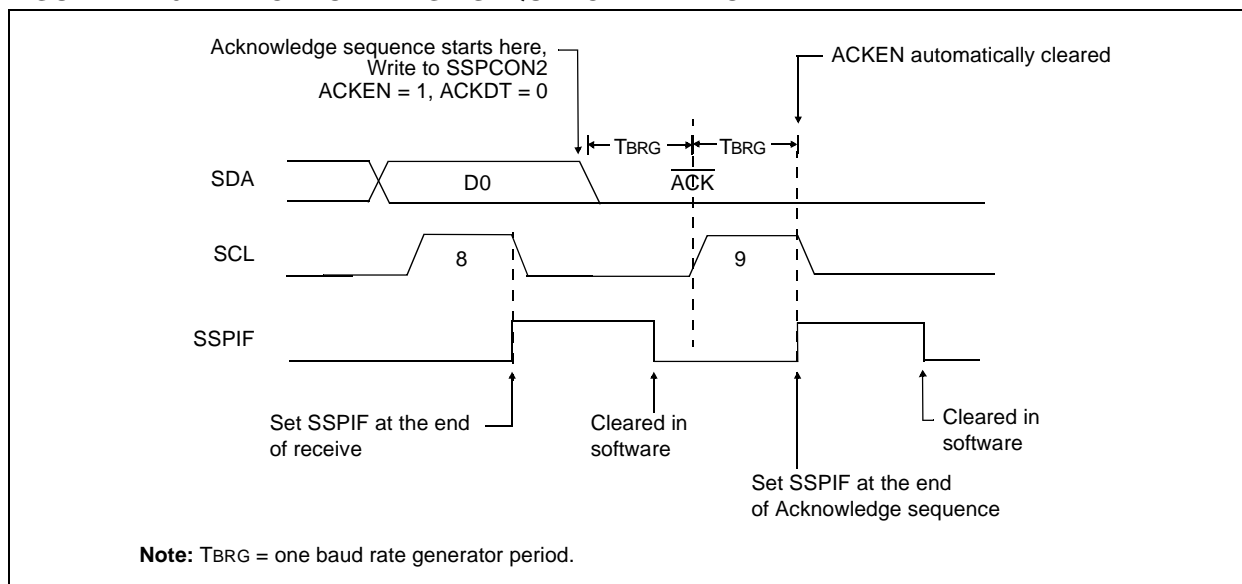 Acknowledge sequence starts here,
Write to SSPCON2
ACKEN = 1, ACKDT = 0
ACKEN automatically cleared
TBRG
TBRG
SDA
D0
ACK
SCL
8
9
SSPIF
Set SSPIF at the end
of receive
Cleared in
software
Cleared in
software
Set SSPIF at the end
of Acknowledge sequence
Note: TBRG = one baud rate generator period.